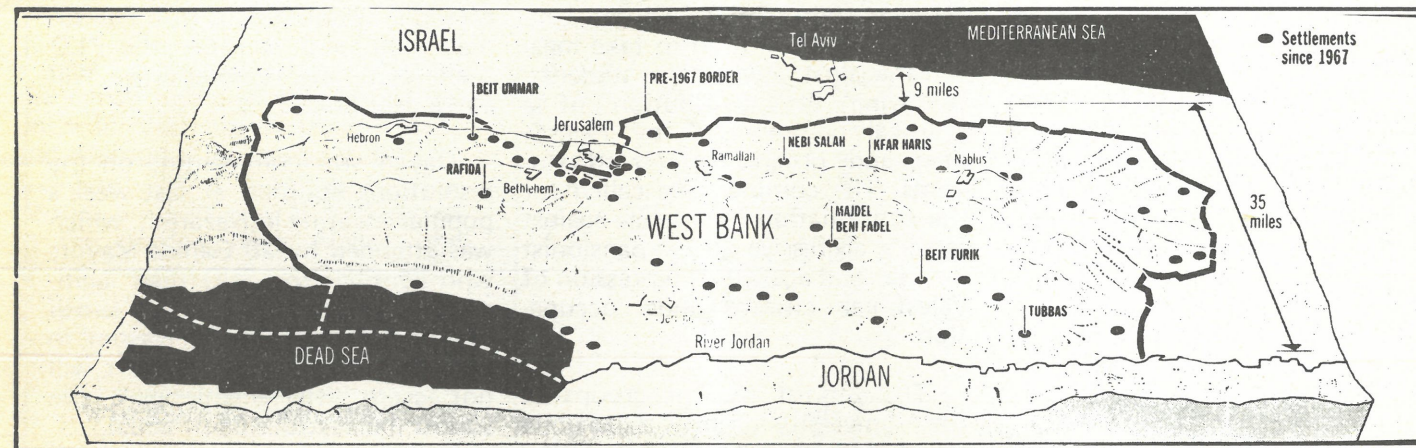 ISRAEL
MEDITERRANEAN SEA
Tel Aviv
Settlements
since 1967
BEIT UMMAR
PRE-1967 BORDER
9 miles
Hebron
Jerusalem
NEBI SALAH
KFAR HARIS
RAFIDA
Bethlehem
Ramallah
Nablus
35
miles
WEST BANK
MAJDEL
BENI FADEL
BEIT FURIK
TUBBAS
River Jordan
DEAD SEA
JORDAN